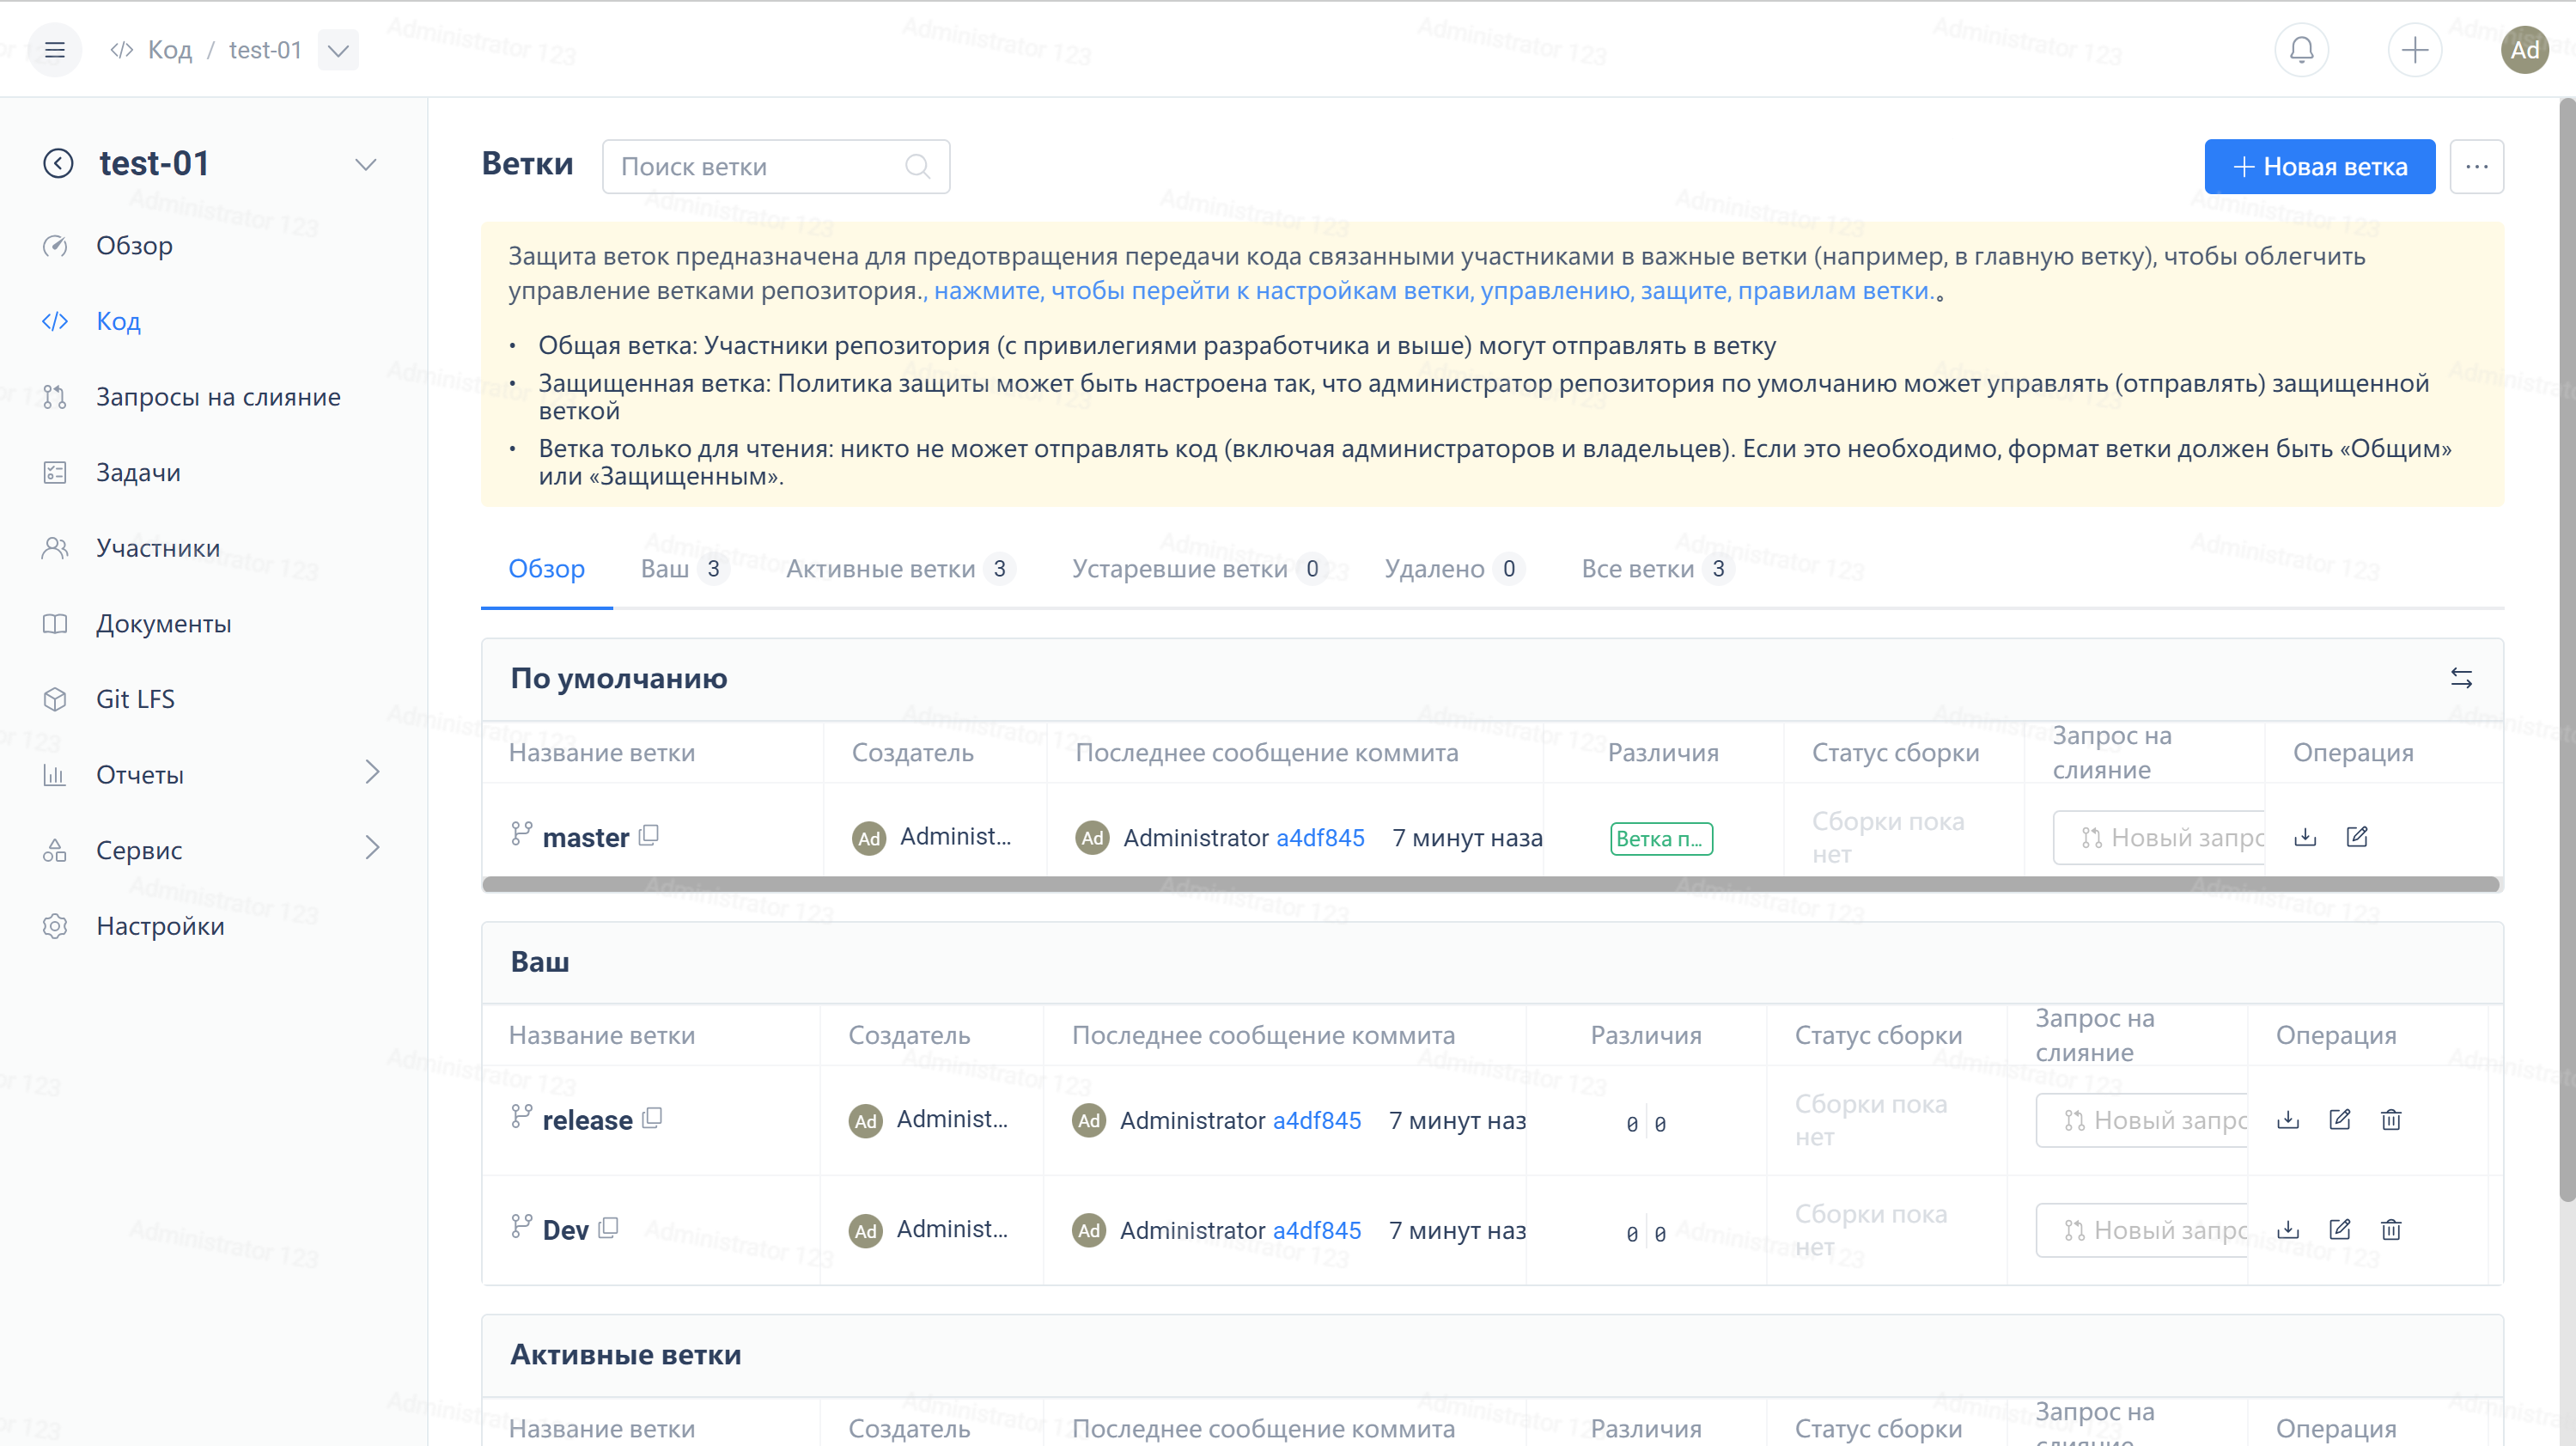 Код / test-01
Ad
test-01
Обзор
Код
Запросы на слияние
Задачи
Участники
Документы
Git LFS
Отчеты
Сервис
Настройки
Ветки
Поиск ветки
Новая ветка
Защита веток предназначена для предотвращения передачи кода связанными участниками в важные ветки (например, в главную ветку), чтобы облегчить
управление ветками репозитория., нажмите, чтобы перейти к настройкам ветки, управлению, защите, правилам ветки.。
• Общая ветка: Участники репозитория (с привилегиями разработчика и выше) могут отправлять в ветку
• Защищенная ветка: Политика защиты может быть настроена так, что администратор репозитория по умолчанию может управлять (отправлять) защищенной
веткой
• Ветка только для чтения: никто не может отправлять код (включая администраторов и владельцев). Если это необходимо, формат ветки должен быть «Общим»
или «Защищенным».
Обзор Ваш 3 Активные ветки 3 Устаревшие ветки 0 Удалено 0 Все ветки 3
По умолчанию
Название ветки Создатель Последнее сообщение коммита Различия Статус сборки Запрос на
слияние Операция
master Ad Administ... Ad Administrator a4df845 7 минут наза Ветка п... Сборки пока
нет Новый запрс
Ваш
Название ветки Создатель Последнее сообщение коммита Различия Статус сборки Запрос на
слияние Операция
release Ad Administ... Ad Administrator a4df845 7 минут наз 0 0 Сборки пока
нет Новый запрс
Dev Ad Administ... Ad Administrator a4df845 7 минут наз 0 0 Сборки пока
нет Новый запрс
Активные ветки
Название ветки Создатель Последнее сообщение коммита Различия Статус сборки Запрос на
слияние Операция
Administrator 123